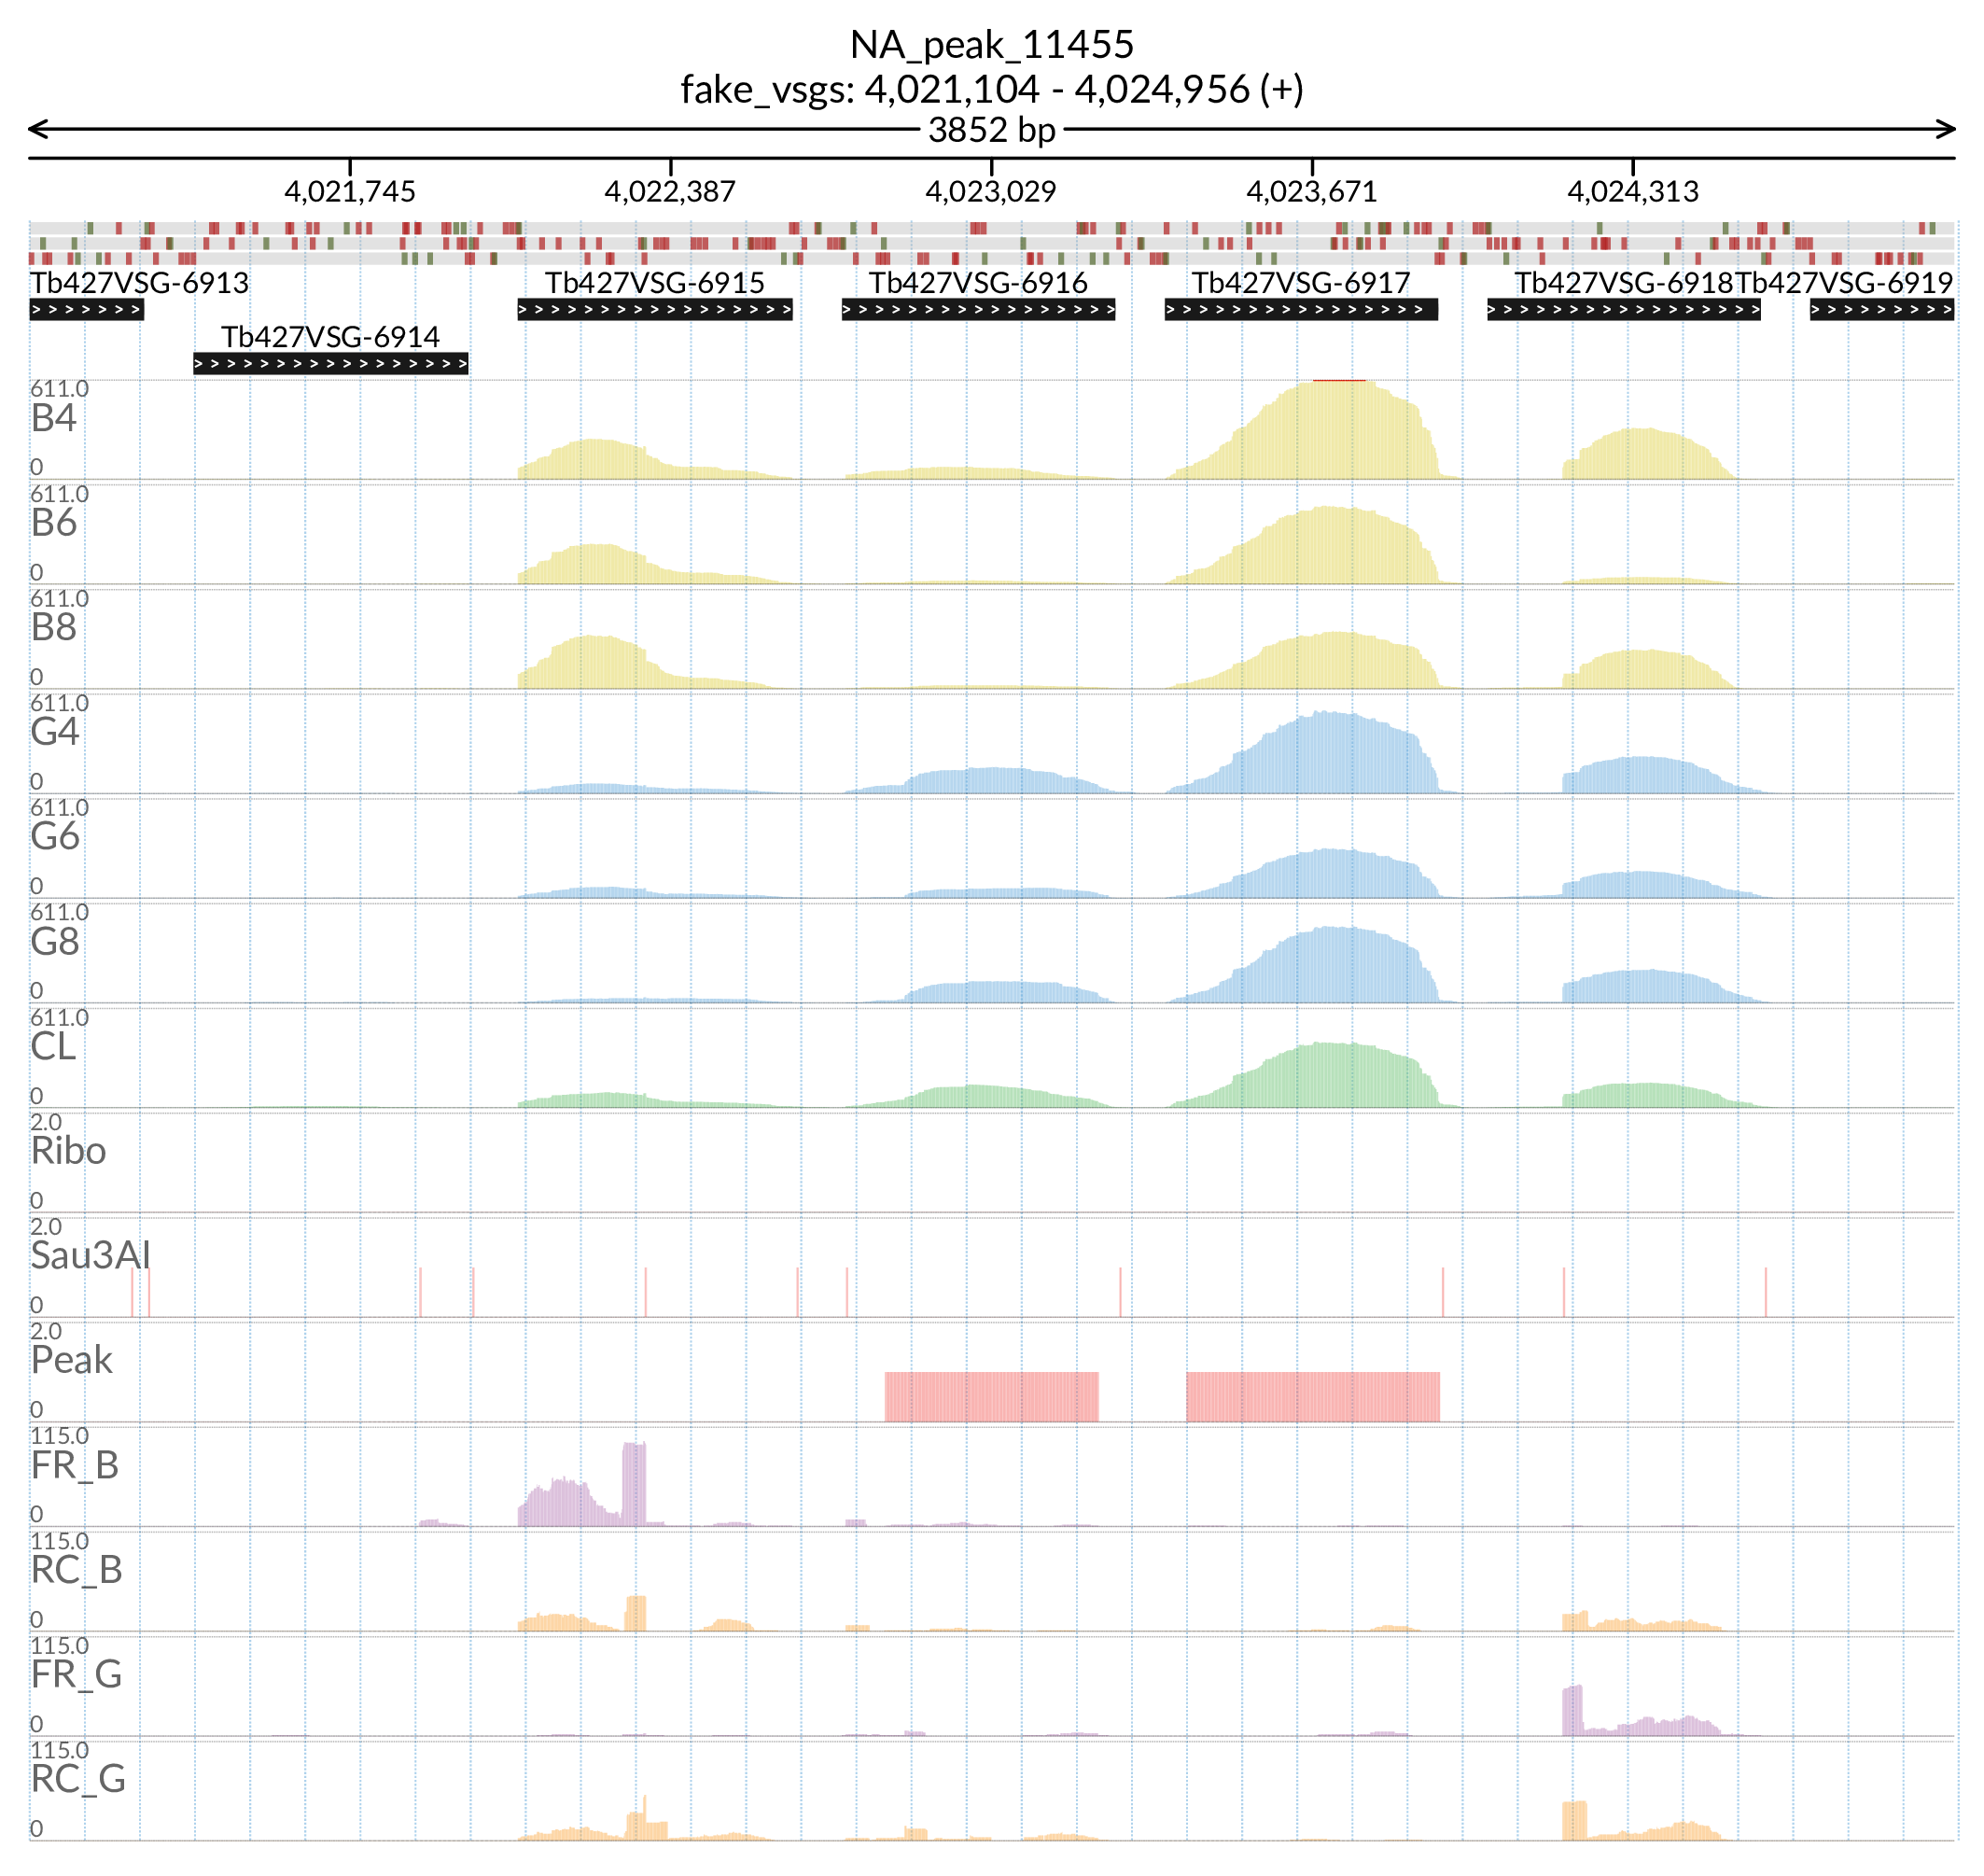 NA_peak_11455
fake_vsgs: 4,021,104 - 4,024,956 (+)
3852 bp
4,021,745 4,022,387 4,023,029 4,023,671 4,024,313
Tb427VSG-6913 Tb427VSG-6915 Tb427VSG-6916 Tb427VSG-6917 Tb427VSG-6918 Tb427VSG-6919
Tb427VSG-6914
611.0
B4
0
611.0
B6
0
611.0
B8
0
611.0
G4
0
611.0
G6
0
611.0
G8
0
611.0
CL
0
2.0
Ribo
0
2.0
Sau3AI
0
2.0
Peak
0
115.0
FR_B
0
115.0
RC_B
0
115.0
FR_G
0
115.0
RC_G
0